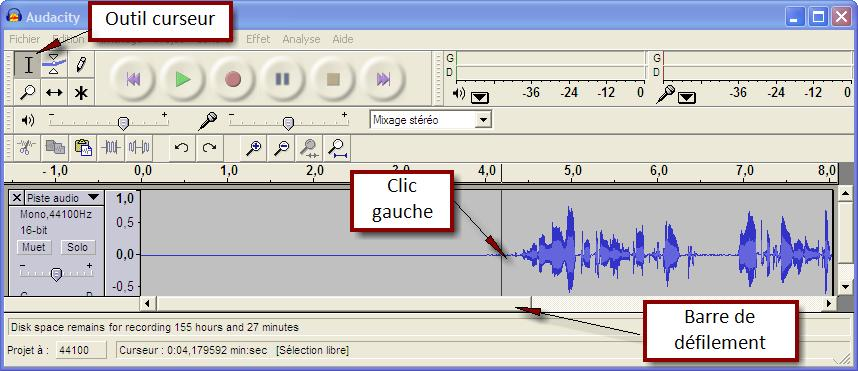 Audacity
Outil curseur
Fichier Edition Effet Analyse Aide
G
D
-36 -24 -12 0
G
D
-36 -24 -12 0
- +
- +
Mixage stéréo
- 1,0 0,0 1,0 2,0 3,0 4,0 5,0 6,0 7,0 8,0
Clic
gauche
Piste audio
Mono,44100Hz
16-bit
Muet Solo
- +
G D
1,0
0,5
0,0
-0,5
Barre de
défilement
Disk space remains for recording 155 hours and 27 minutes
Projet à : 44100 Curseur : 0:04,179592 min:sec [Sélection libre]